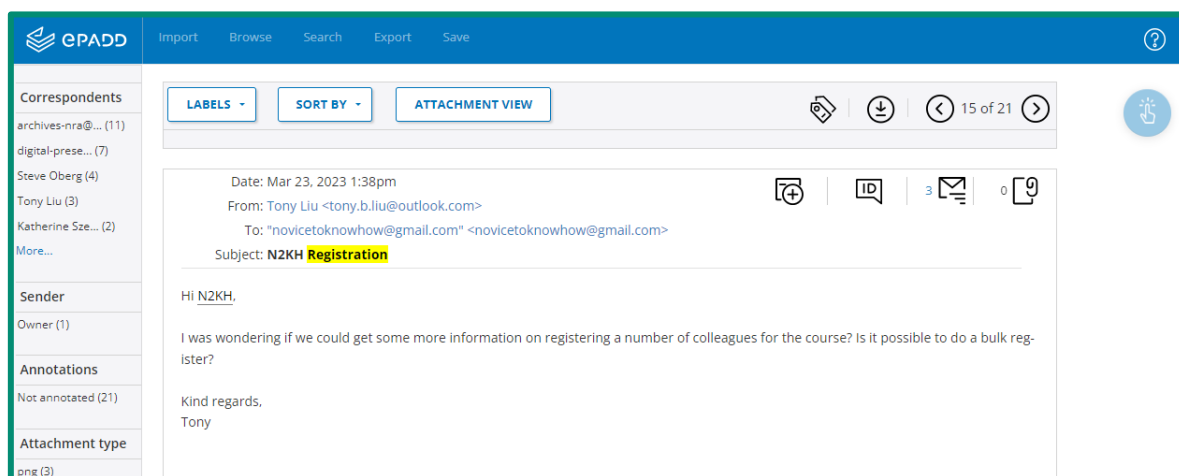 ePADD Import Browse Search Export Save ?
Correspondents
archives-nra@... (11)
digital-prese... (7)
Steve Oberg (4)
Tony Liu (3)
Katherine Sze... (2)
More...
Sender
Owner (1)
Annotations
Not annotated (21)
Attachment type
png (3)
LABELS SORT BY ATTACHMENT VIEW 15 of 21
Date: Mar 23, 2023 1:38pm
ID 3 0
From: Tony Liu <tony.b.liu@outlook.com>
To: "novicetoknowhow@gmail.com" <novicetoknowhow@gmail.com>
Subject: N2KH Registration
Hi N2KH,
I was wondering if we could get some more information on registering a number of colleagues for the course? Is it possible to do a bulk reg-
ister?
Kind regards,
Tony